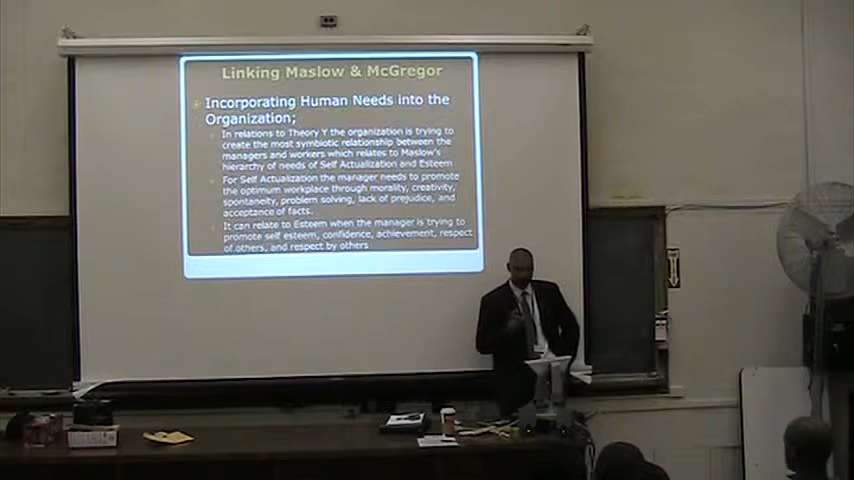 Linking Maslow & McGregor
Incorporating Human Needs into the
Organization;
In relations to Theory Y the organization is trying to
create the most symbiotic relationship between the
managers and workers which relates to Maslow's
hierarchy of needs of Self Actualization and Esteem
For Self Actualization the manager needs to promote
the optimum workplace through morality, creativity,
spontaneity, problem solving, lack of prejudice, and
acceptance of facts.
It can relate to Esteem when the manager is trying to
promote self esteem, confidence, achievement, respect
of others, and respect by others